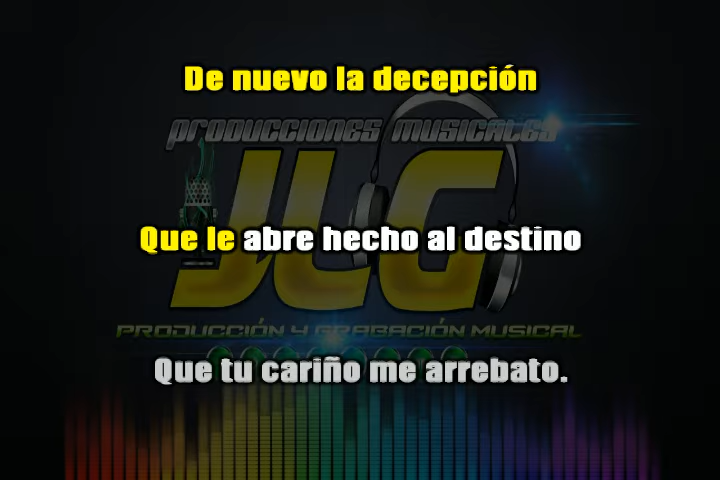 De nuevo la decepción
PRODUCCIONES MUSICALES
JLG
Que le abre hecho al destino
PRODUCCIÓN Y GRABACIÓN MUSICAL
Que tu cariño me arrebato.